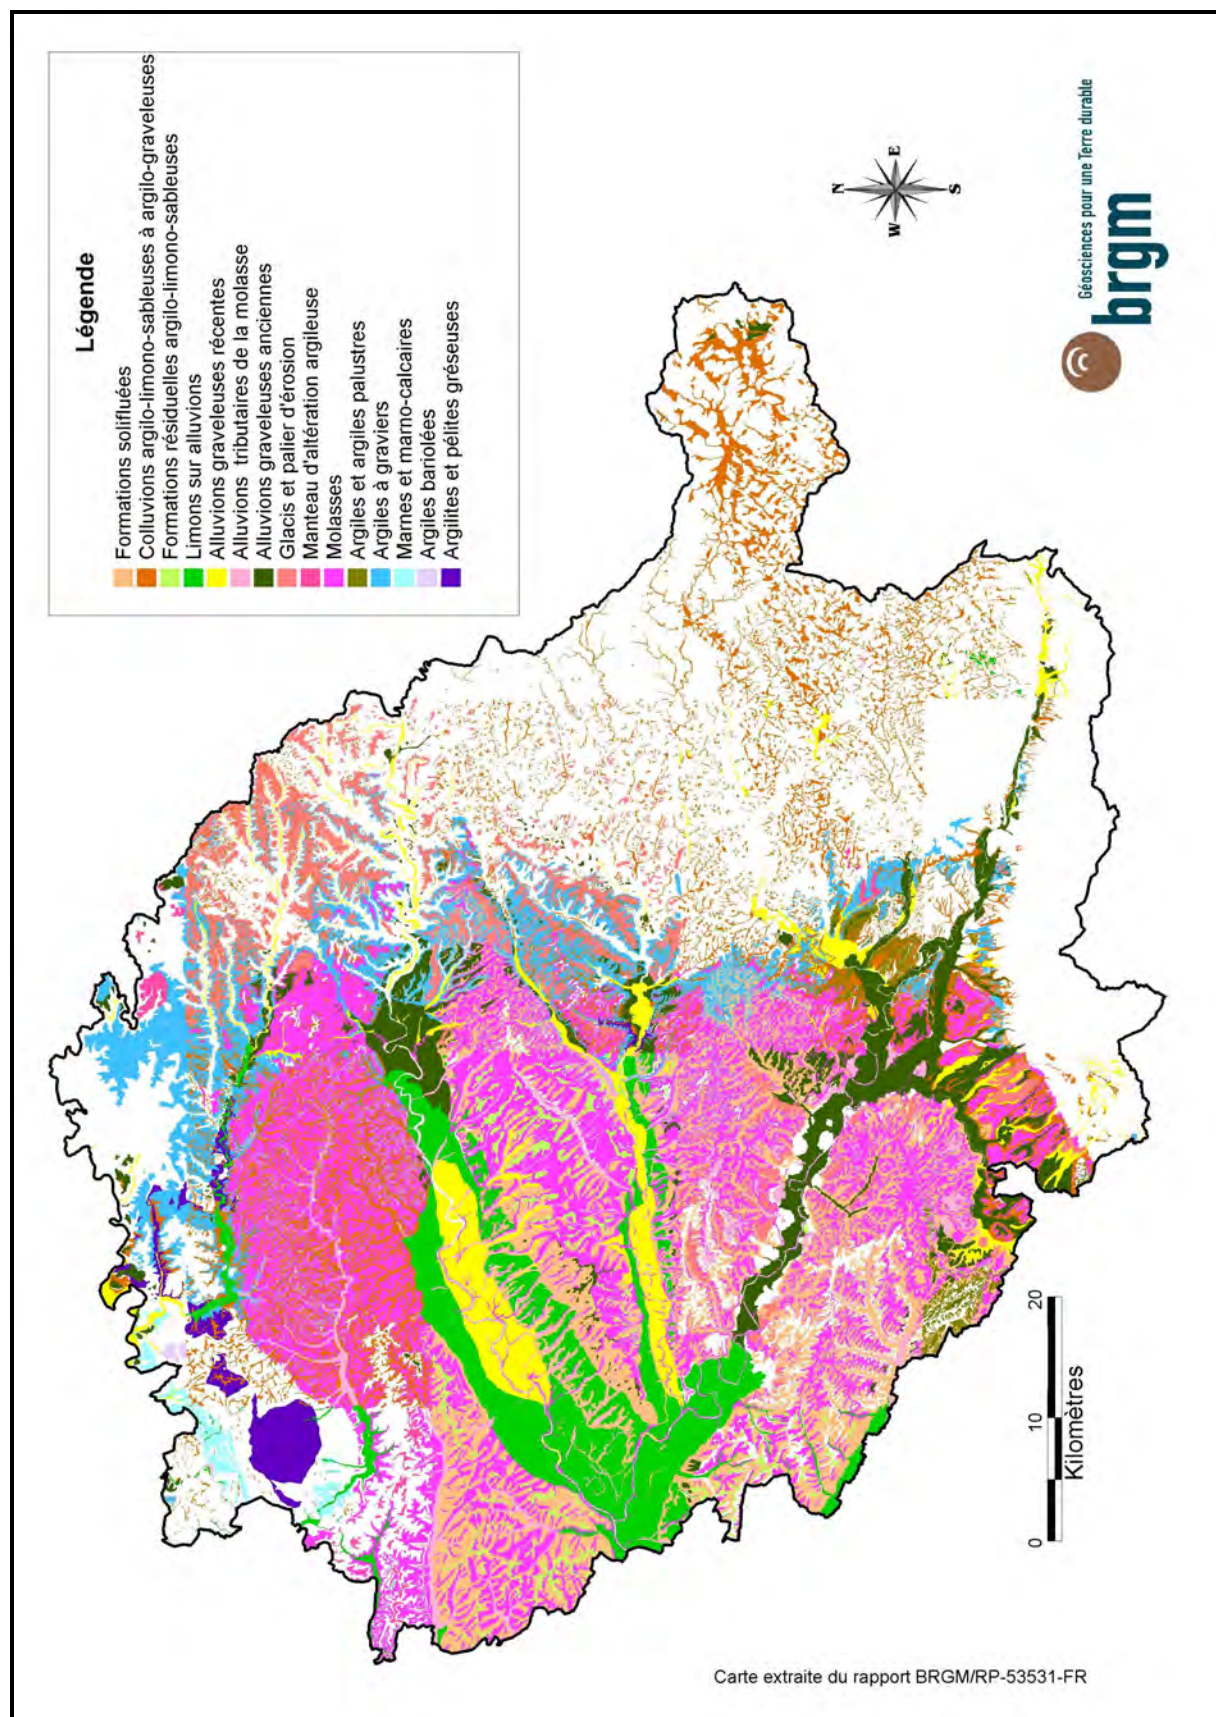 Légende
Formations solifluées
Colluvions argilo-limono-sableuses à argilo-graveleuses
Formations résiduelles argilo-limono-sableuses
Limons sur alluvions
Alluvions graveleuses récentes
Alluvions tributaires de la molasse
Alluvions graveleuses anciennes
Glacis et palier d'érosion
Manteau d'altération argileuse
Molasses
Argiles et argiles palustres
Argiles à graviers
Marnes et marno-calcaires
Argiles bariolées
Argilites et pélites gréseuses
N
E
S
W
Géosciences pour une Terre durable
brgm
0 10 20
Kilomètres
Carte extraite du rapport BRGM/RP-53531-FR